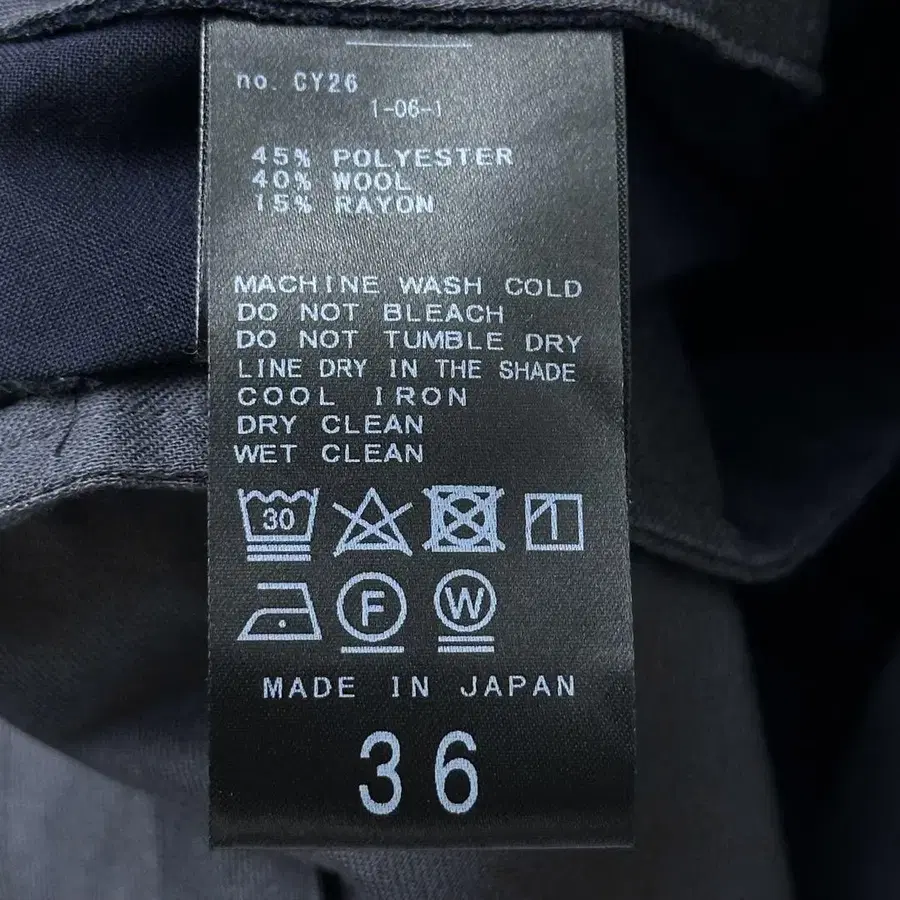 no. CY26
1-06-1
45% POLYESTER
40% WOOL
15% RAYON
MACHINE WASH COLD
DO NOT BLEACH
DO NOT TUMBLE DRY
LINE DRY IN THE SHADE
COOL IRON
DRY CLEAN
WET CLEAN
30
F W
MADE IN JAPAN
36